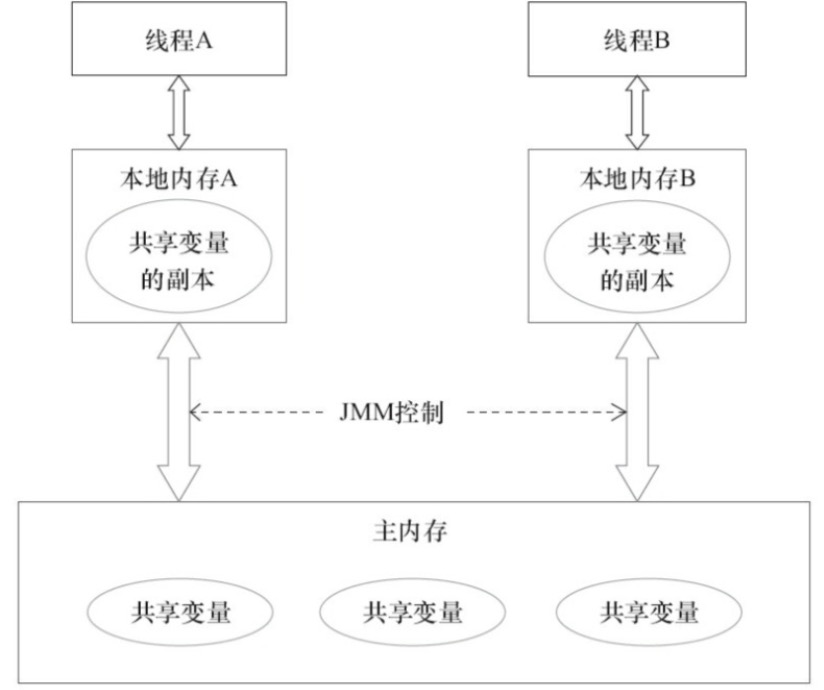 线程A
线程B
本地内存A
本地内存B
共享变量
的副本
共享变量
的副本
JMM控制
主内存
共享变量
共享变量
共享变量